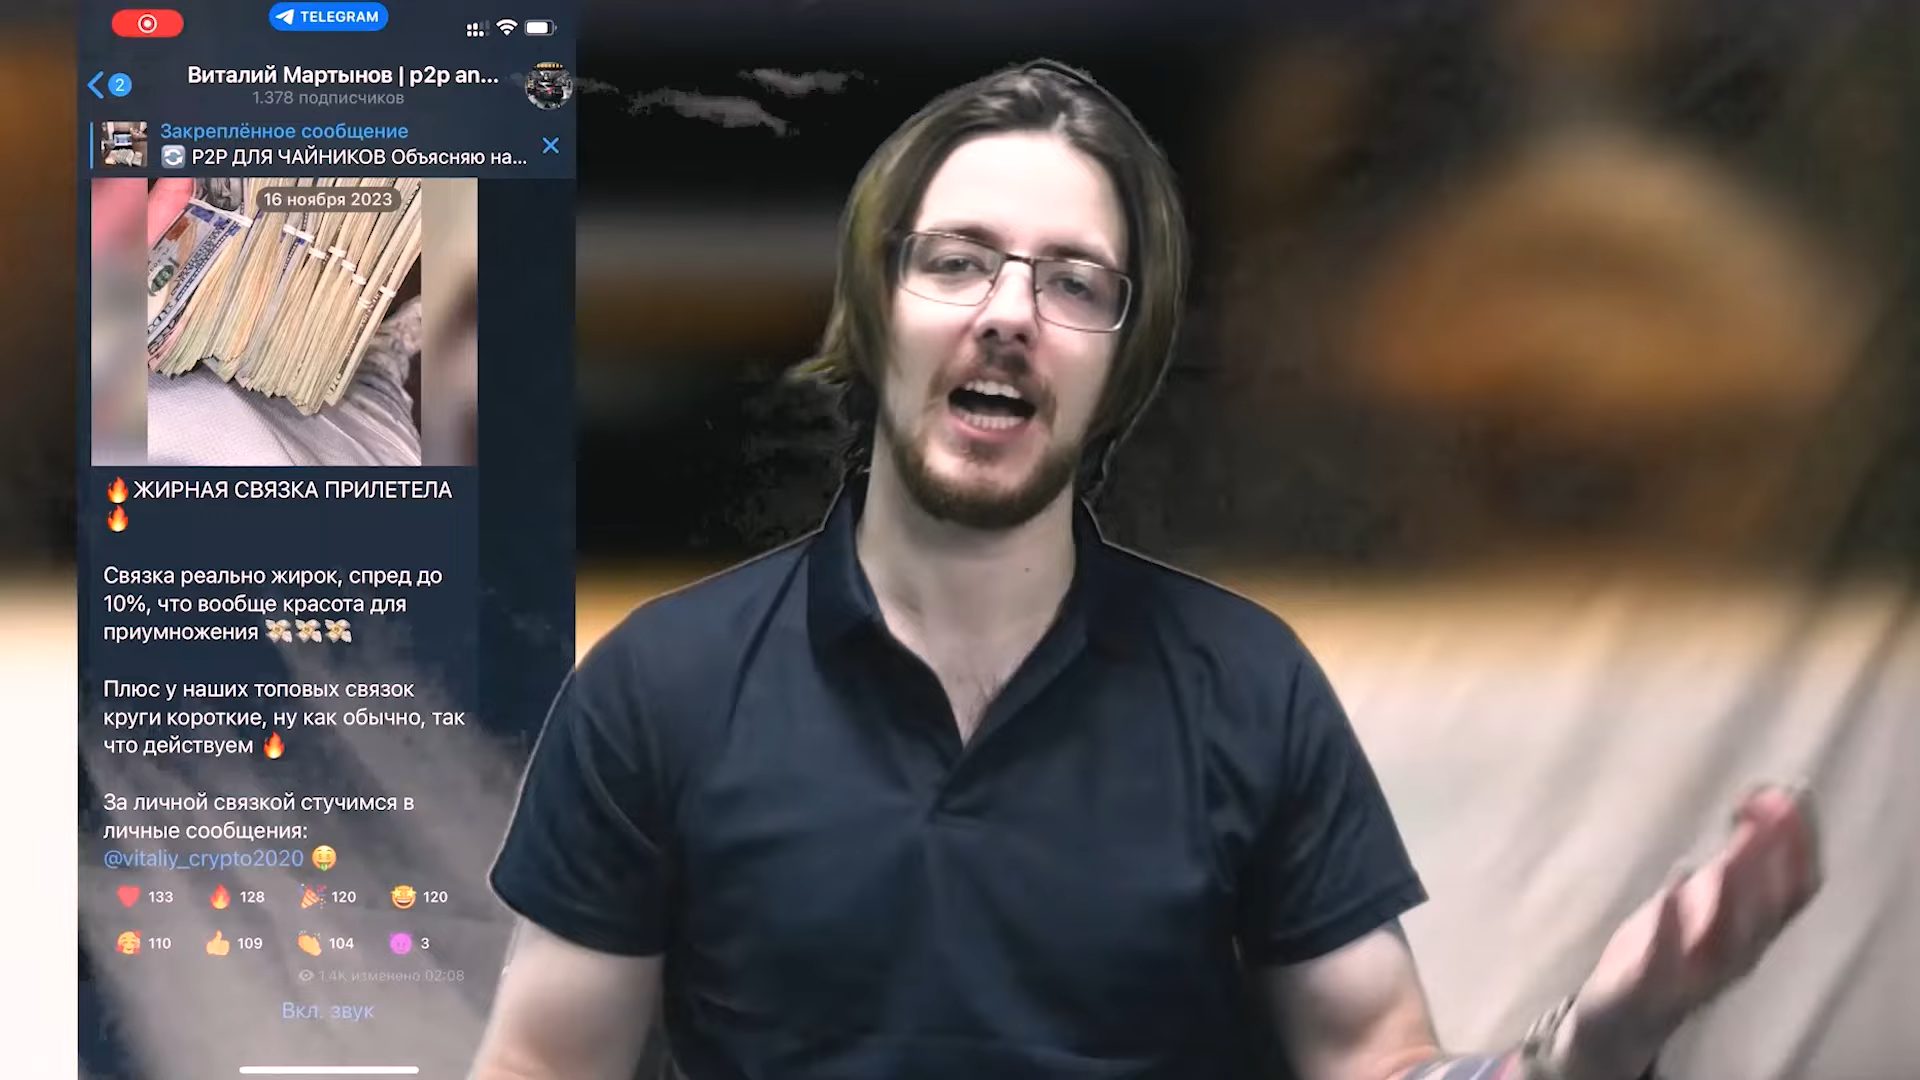 TELEGRAM
2
Виталий Мартынов | p2p an...
1.378 подписчиков
Закреплённое сообщение
P2P ДЛЯ ЧАЙНИКОВ Объясняю на...
16 ноября 2023
🔥ЖИРНАЯ СВЯЗКА ПРИЛЕТЕЛА
🔥
Связка реально жирок, спред до
10%, что вообще красота для
приумножения 💸💸💸
Плюс у наших топовых связок
круги короткие, ну как обычно, так
что действуем 🔥
За личной связкой стучимся в
личные сообщения:
@vitaliy_crypto2020 🤑
133 128 120 120
110 109 104 3
1.4K изменено 02:08
Вкл. звук